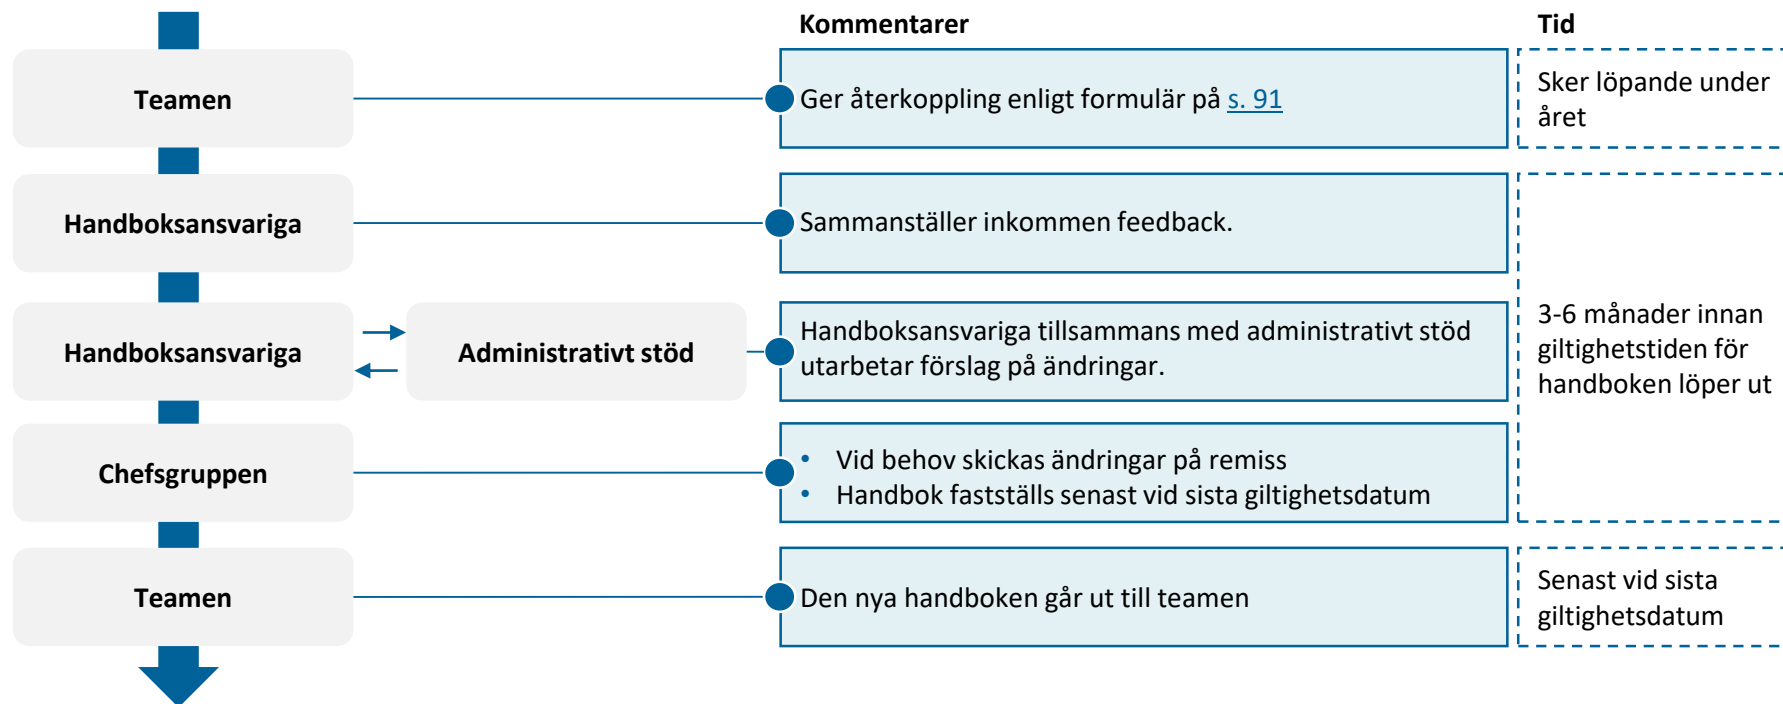 Kommentarer
Tid
Teamen
Ger återkoppling enligt formulär på s. 91
Sker löpande under
året
Handboksansvariga
Sammanställer inkommen feedback.
Handboksansvariga
Administrativt stöd
Handboksansvariga tillsammans med administrativt stöd
utarbetar förslag på ändringar.
3-6 månader innan
giltighetstiden för
handboken löper ut
Chefsgruppen
• Vid behov skickas ändringar på remiss
• Handbok fastställs senast vid sista giltighetsdatum
Teamen
Den nya handboken går ut till teamen
Senast vid sista
giltighetsdatum